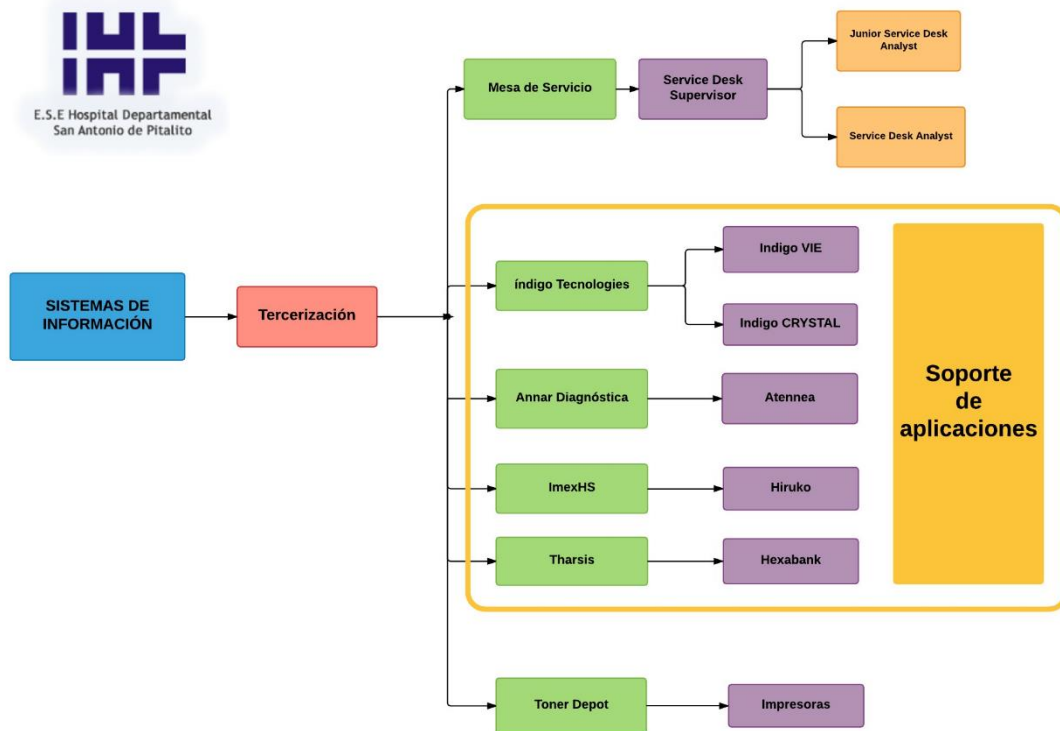 E.S.E Hospital Departamental
San Antonio de Pitalito
SISTEMAS DE
INFORMACIÓN
Tercerización
Mesa de Servicio
Service Desk
Supervisor
Junior Service Desk
Analyst
Service Desk Analyst
índigo Tecnologies
Indigo VIE
Indigo CRYSTAL
Annar Diagnóstica
Atennea
ImexHS
Hiruko
Tharsis
Hexabank
Soporte
de
aplicaciones
Toner Depot
Impresoras